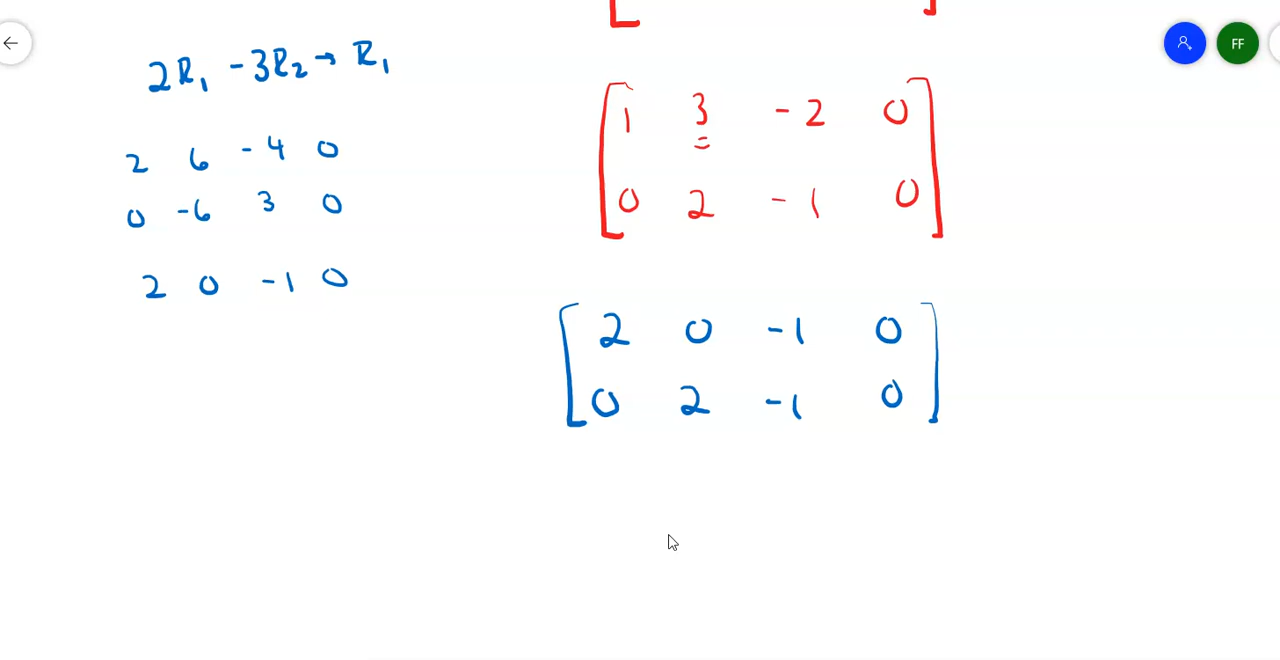 2R₁ -3R₂ → R₁
2 6 -4 0
0 -6 3 0
2 0 -1 0
FF
1 3 -2 0
0 2 -1 0
2 0 -1 0
0 2 -1 0